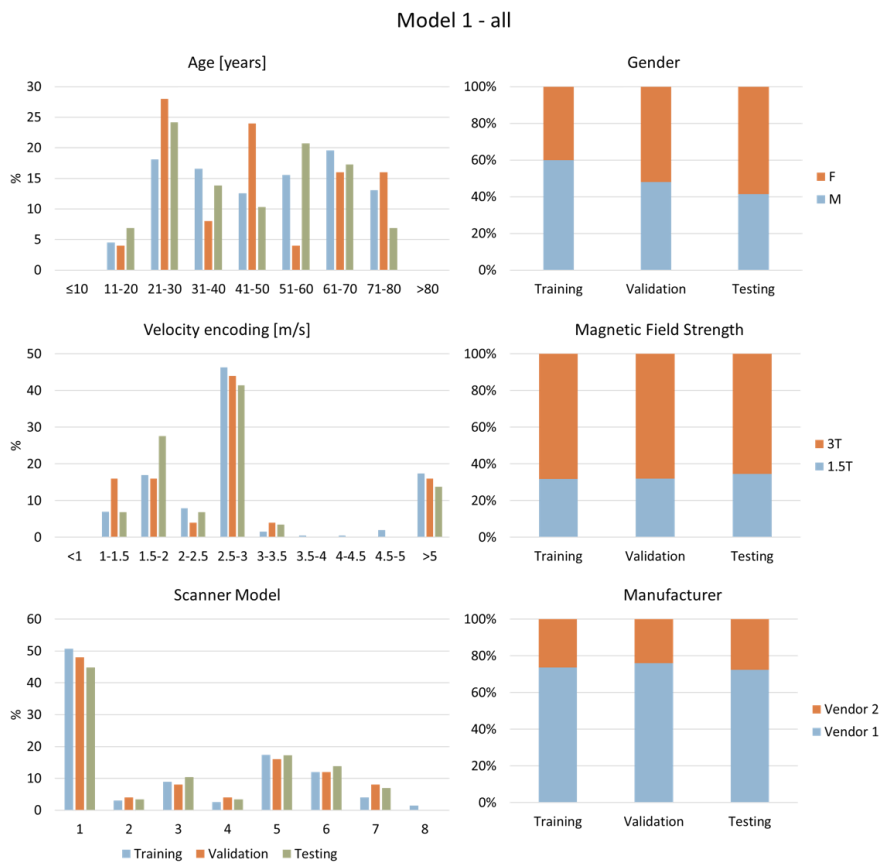 Model 1 - all
Age [years]
30
25
20
15
10
5
0
%
≤10 11-20 21-30 31-40 41-50 51-60 61-70 71-80 >80
Gender
100%
80%
60%
40%
20%
0%
Training Validation Testing
F
M
Velocity encoding [m/s]
50
40
30
20
10
0
%
<1 1-1.5 1.5-2 2-2.5 2.5-3 3-3.5 3.5-4 4-4.5 4.5-5 >5
Magnetic Field Strength
100%
80%
60%
40%
20%
0%
Training Validation Testing
3T
1.5T
Scanner Model
60
50
40
30
20
10
0
%
1 2 3 4 5 6 7 8
Training Validation Testing
Manufacturer
100%
80%
60%
40%
20%
0%
Training Validation Testing
Vendor 2
Vendor 1